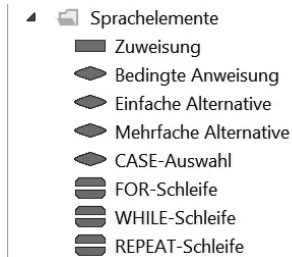 Sprachelemente
Zuweisung
Bedingte Anweisung
Einfache Alternative
Mehrfache Alternative
CASE-Auswahl
FOR-Schleife
WHILE-Schleife
REPEAT-Schleife